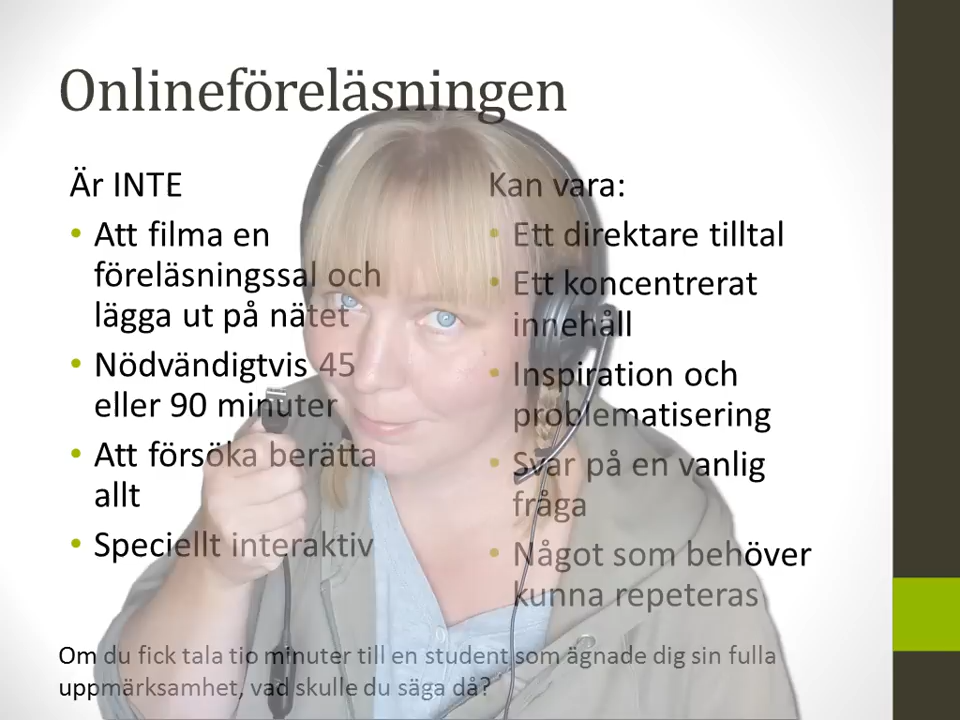 Onlineföreläsningen
Är INTE
• Att filma en
föreläsningssal och
lägga ut på nätet
• Nödvändigtvis 45
eller 90 minuter
• Att försöka berätta
allt
• Speciellt interaktiv
Kan vara:
• Ett direktare tilltal
• Ett koncentrerat
innehåll
• Inspiration och
problematisering
• Svar på en vanlig
fråga
• Något som behöver
kunna repeteras
Om du fick tala tio minuter till en student som ägnade dig sin fulla
uppmärksamhet, vad skulle du säga då?